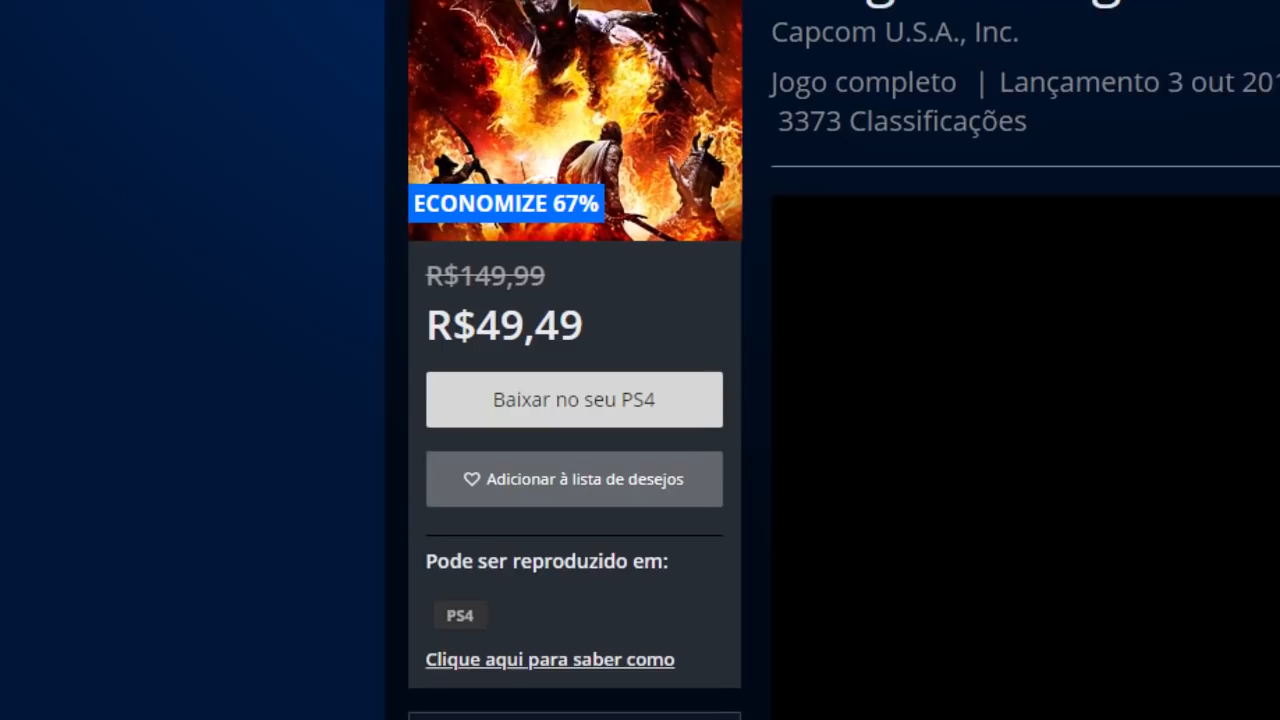 Capcom U.S.A., Inc.
Jogo completo | Lançamento 3 out
3373 Classificações
ECONOMIZE 67%
R$149,99
R$49,49
Baixar no seu PS4
Adicionar à lista de desejos
Pode ser reproduzido em:
PS4
Clique aqui para saber como